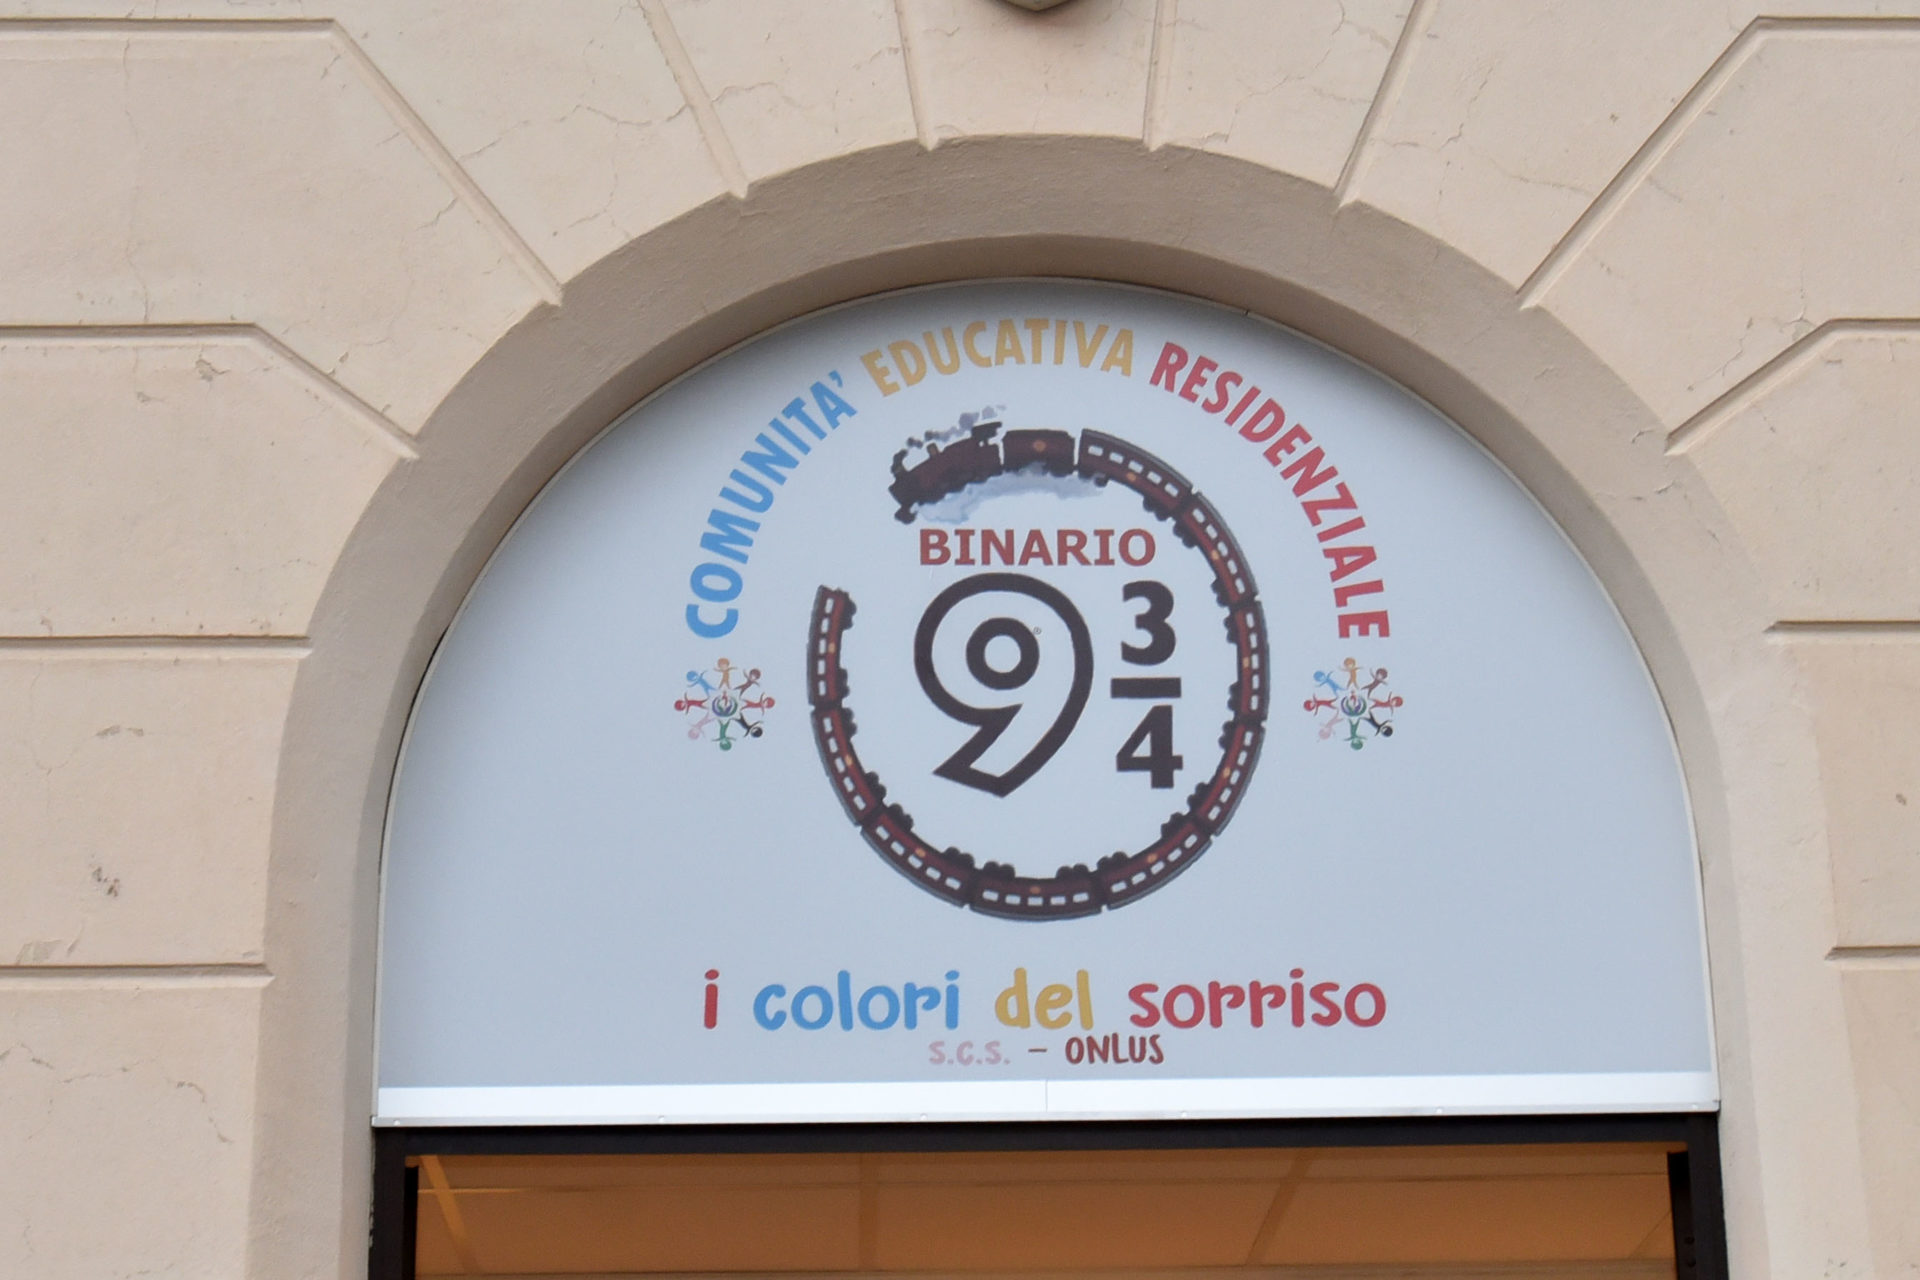 COMUNITA' EDUCATIVA RESIDENZIALE
BINARIO
9 3/4
i colori del sorriso
S.C.S. - ONLUS